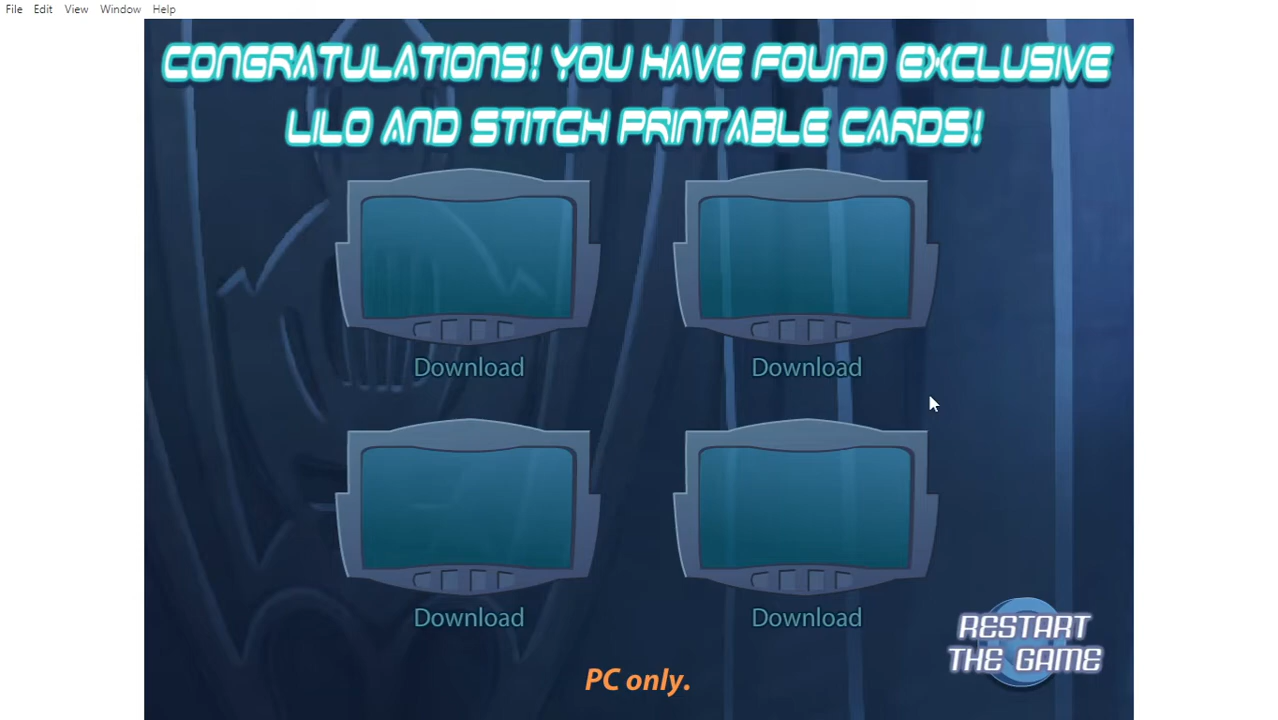 File Edit View Window Help
CONGRATULATIONS! YOU HAVE FOUND EXCLUSIVE
LILO AND STITCH PRINTABLE CARDS!
Download Download
Download Download
RESTART
THE GAME
PC only.